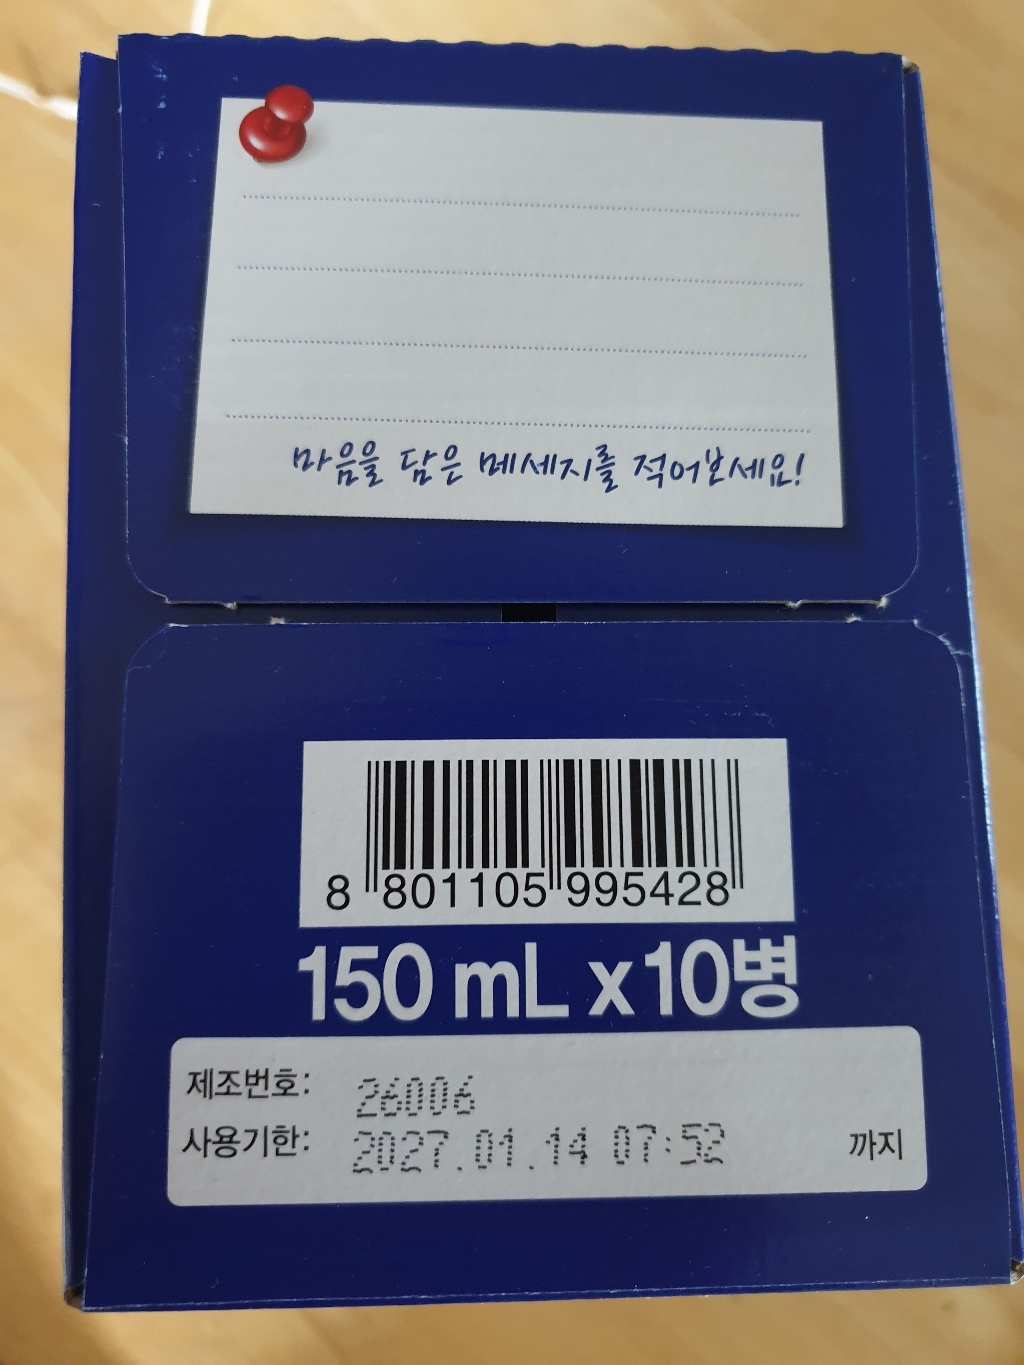 마음을 담은 메세지를 적어보세요!
8 801105 995428
150 mL x 10병
제조번호: 26006
사용기한: 2027.01.14 07:52 까지